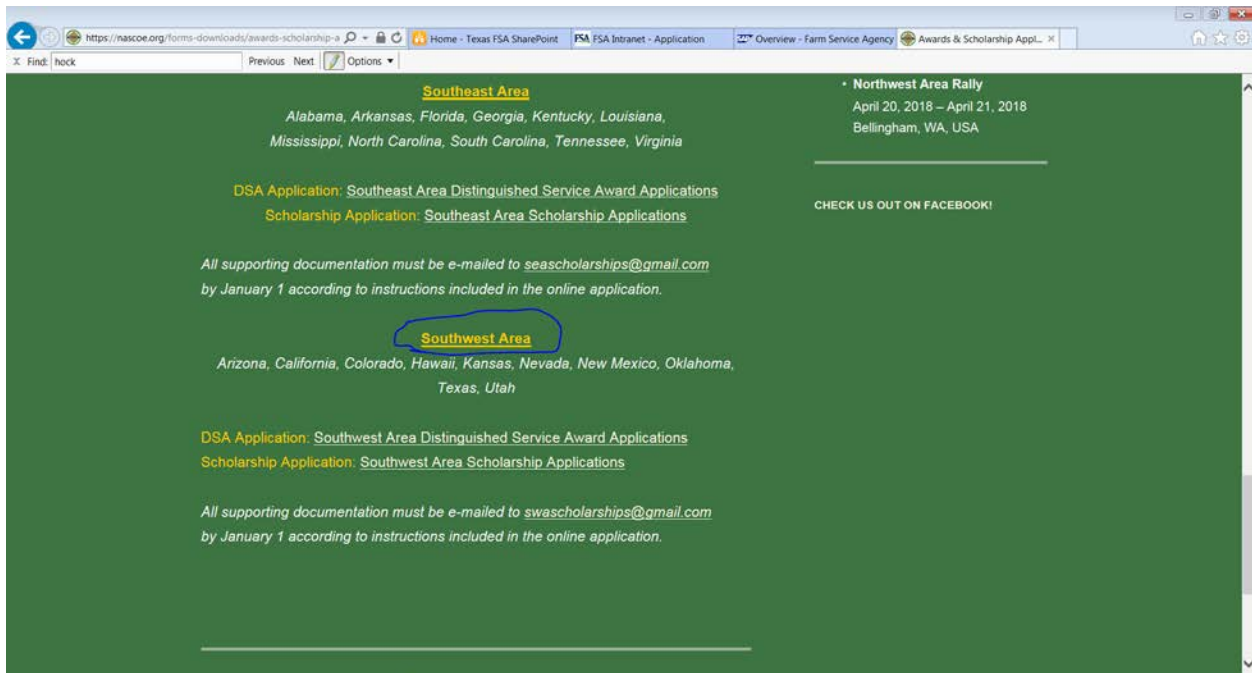 https://nascoe.org/forms-downloads/awards-scholarship-a
Home - Texas FSA SharePoint
FSA FSA Intranet - Application
Overview - Farm Service Agency
Awards & Scholarship Appl...
X Find: hock
Previous Next
Options
Southeast Area
Alabama, Arkansas, Florida, Georgia, Kentucky, Louisiana,
Mississippi, North Carolina, South Carolina, Tennessee, Virginia
DSA Application: Southeast Area Distinguished Service Award Applications
Scholarship Application: Southeast Area Scholarship Applications
All supporting documentation must be e-mailed to seascholarships@gmail.com
by January 1 according to instructions included in the online application.
Southwest Area
Arizona, California, Colorado, Hawaii, Kansas, Nevada, New Mexico, Oklahoma,
Texas, Utah
DSA Application: Southwest Area Distinguished Service Award Applications
Scholarship Application: Southwest Area Scholarship Applications
All supporting documentation must be e-mailed to swascholarships@gmail.com
by January 1 according to instructions included in the online application.
• Northwest Area Rally
April 20, 2018 – April 21, 2018
Bellingham, WA, USA
CHECK US OUT ON FACEBOOK!